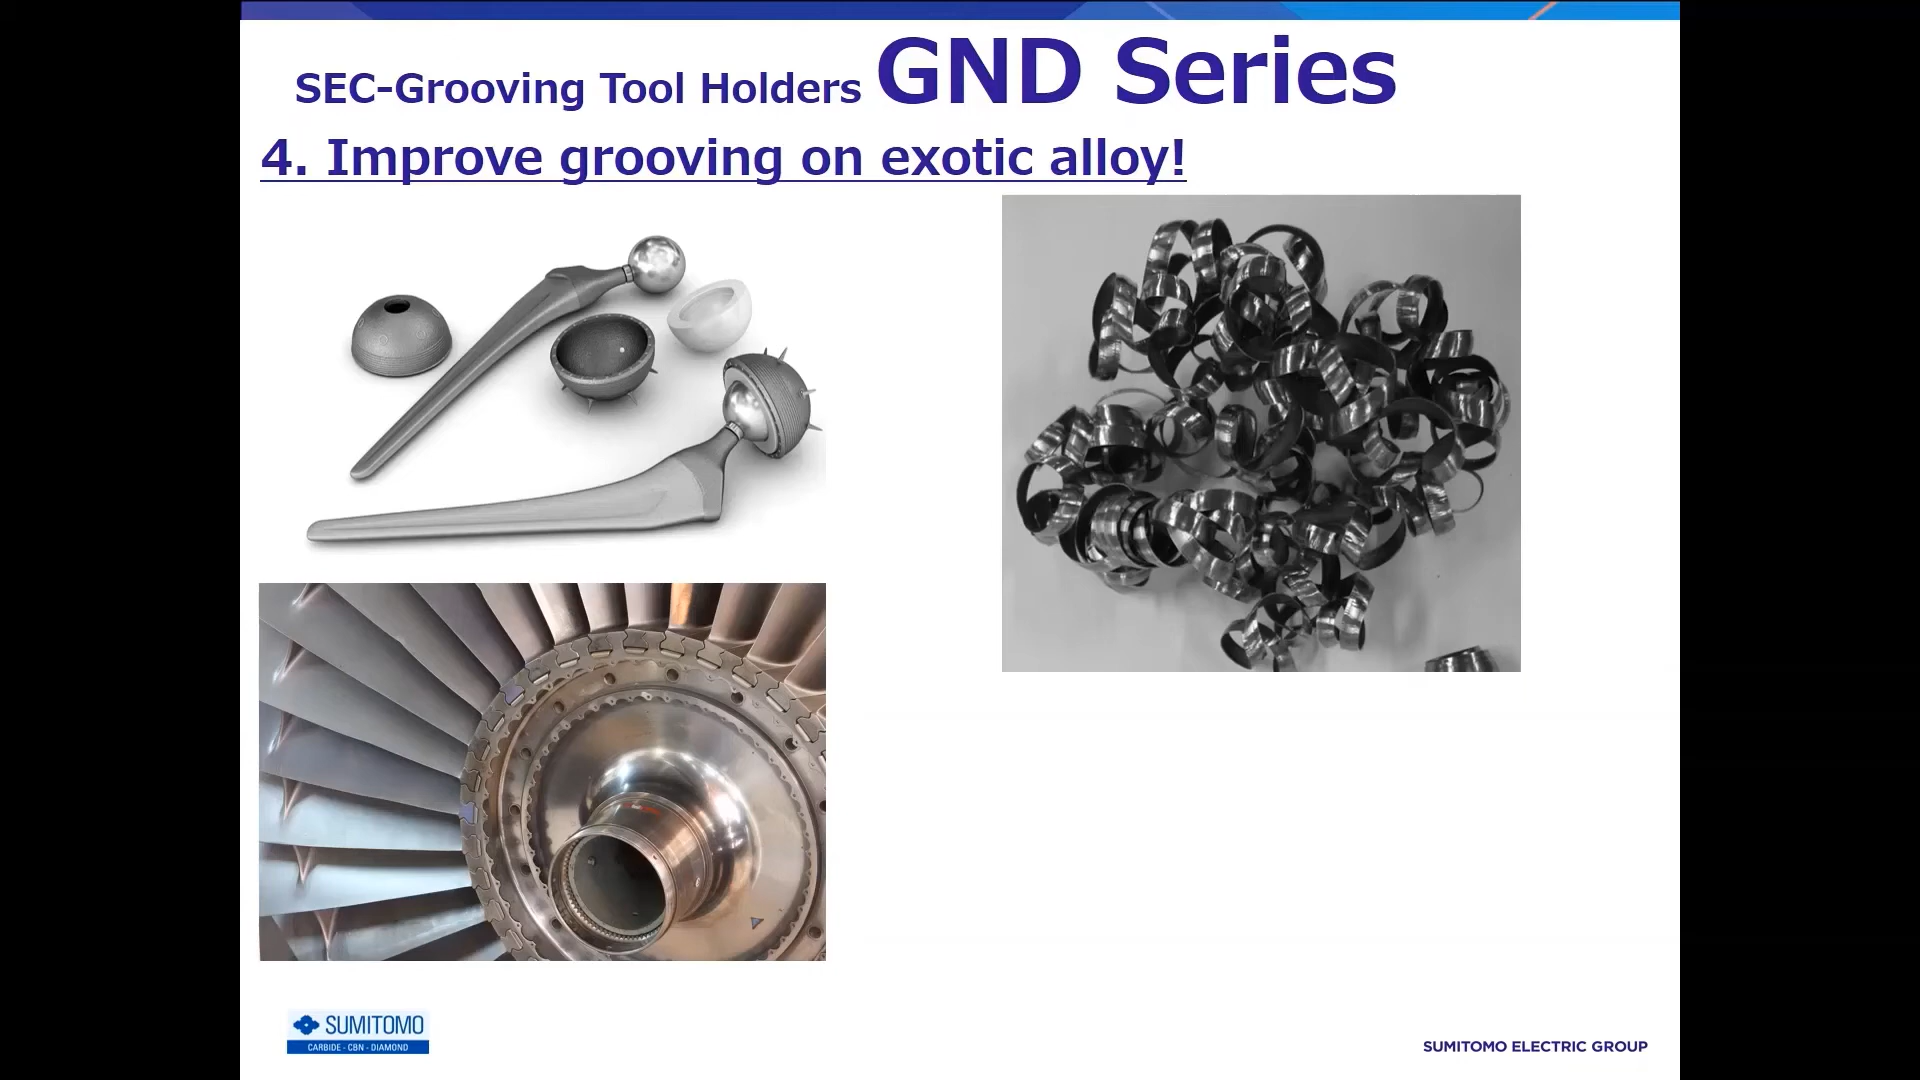 SEC-Grooving Tool Holders GND Series
4. Improve grooving on exotic alloy!
SUMITOMO
CARBIDE - CBN - DIAMOND
SUMITOMO ELECTRIC GROUP